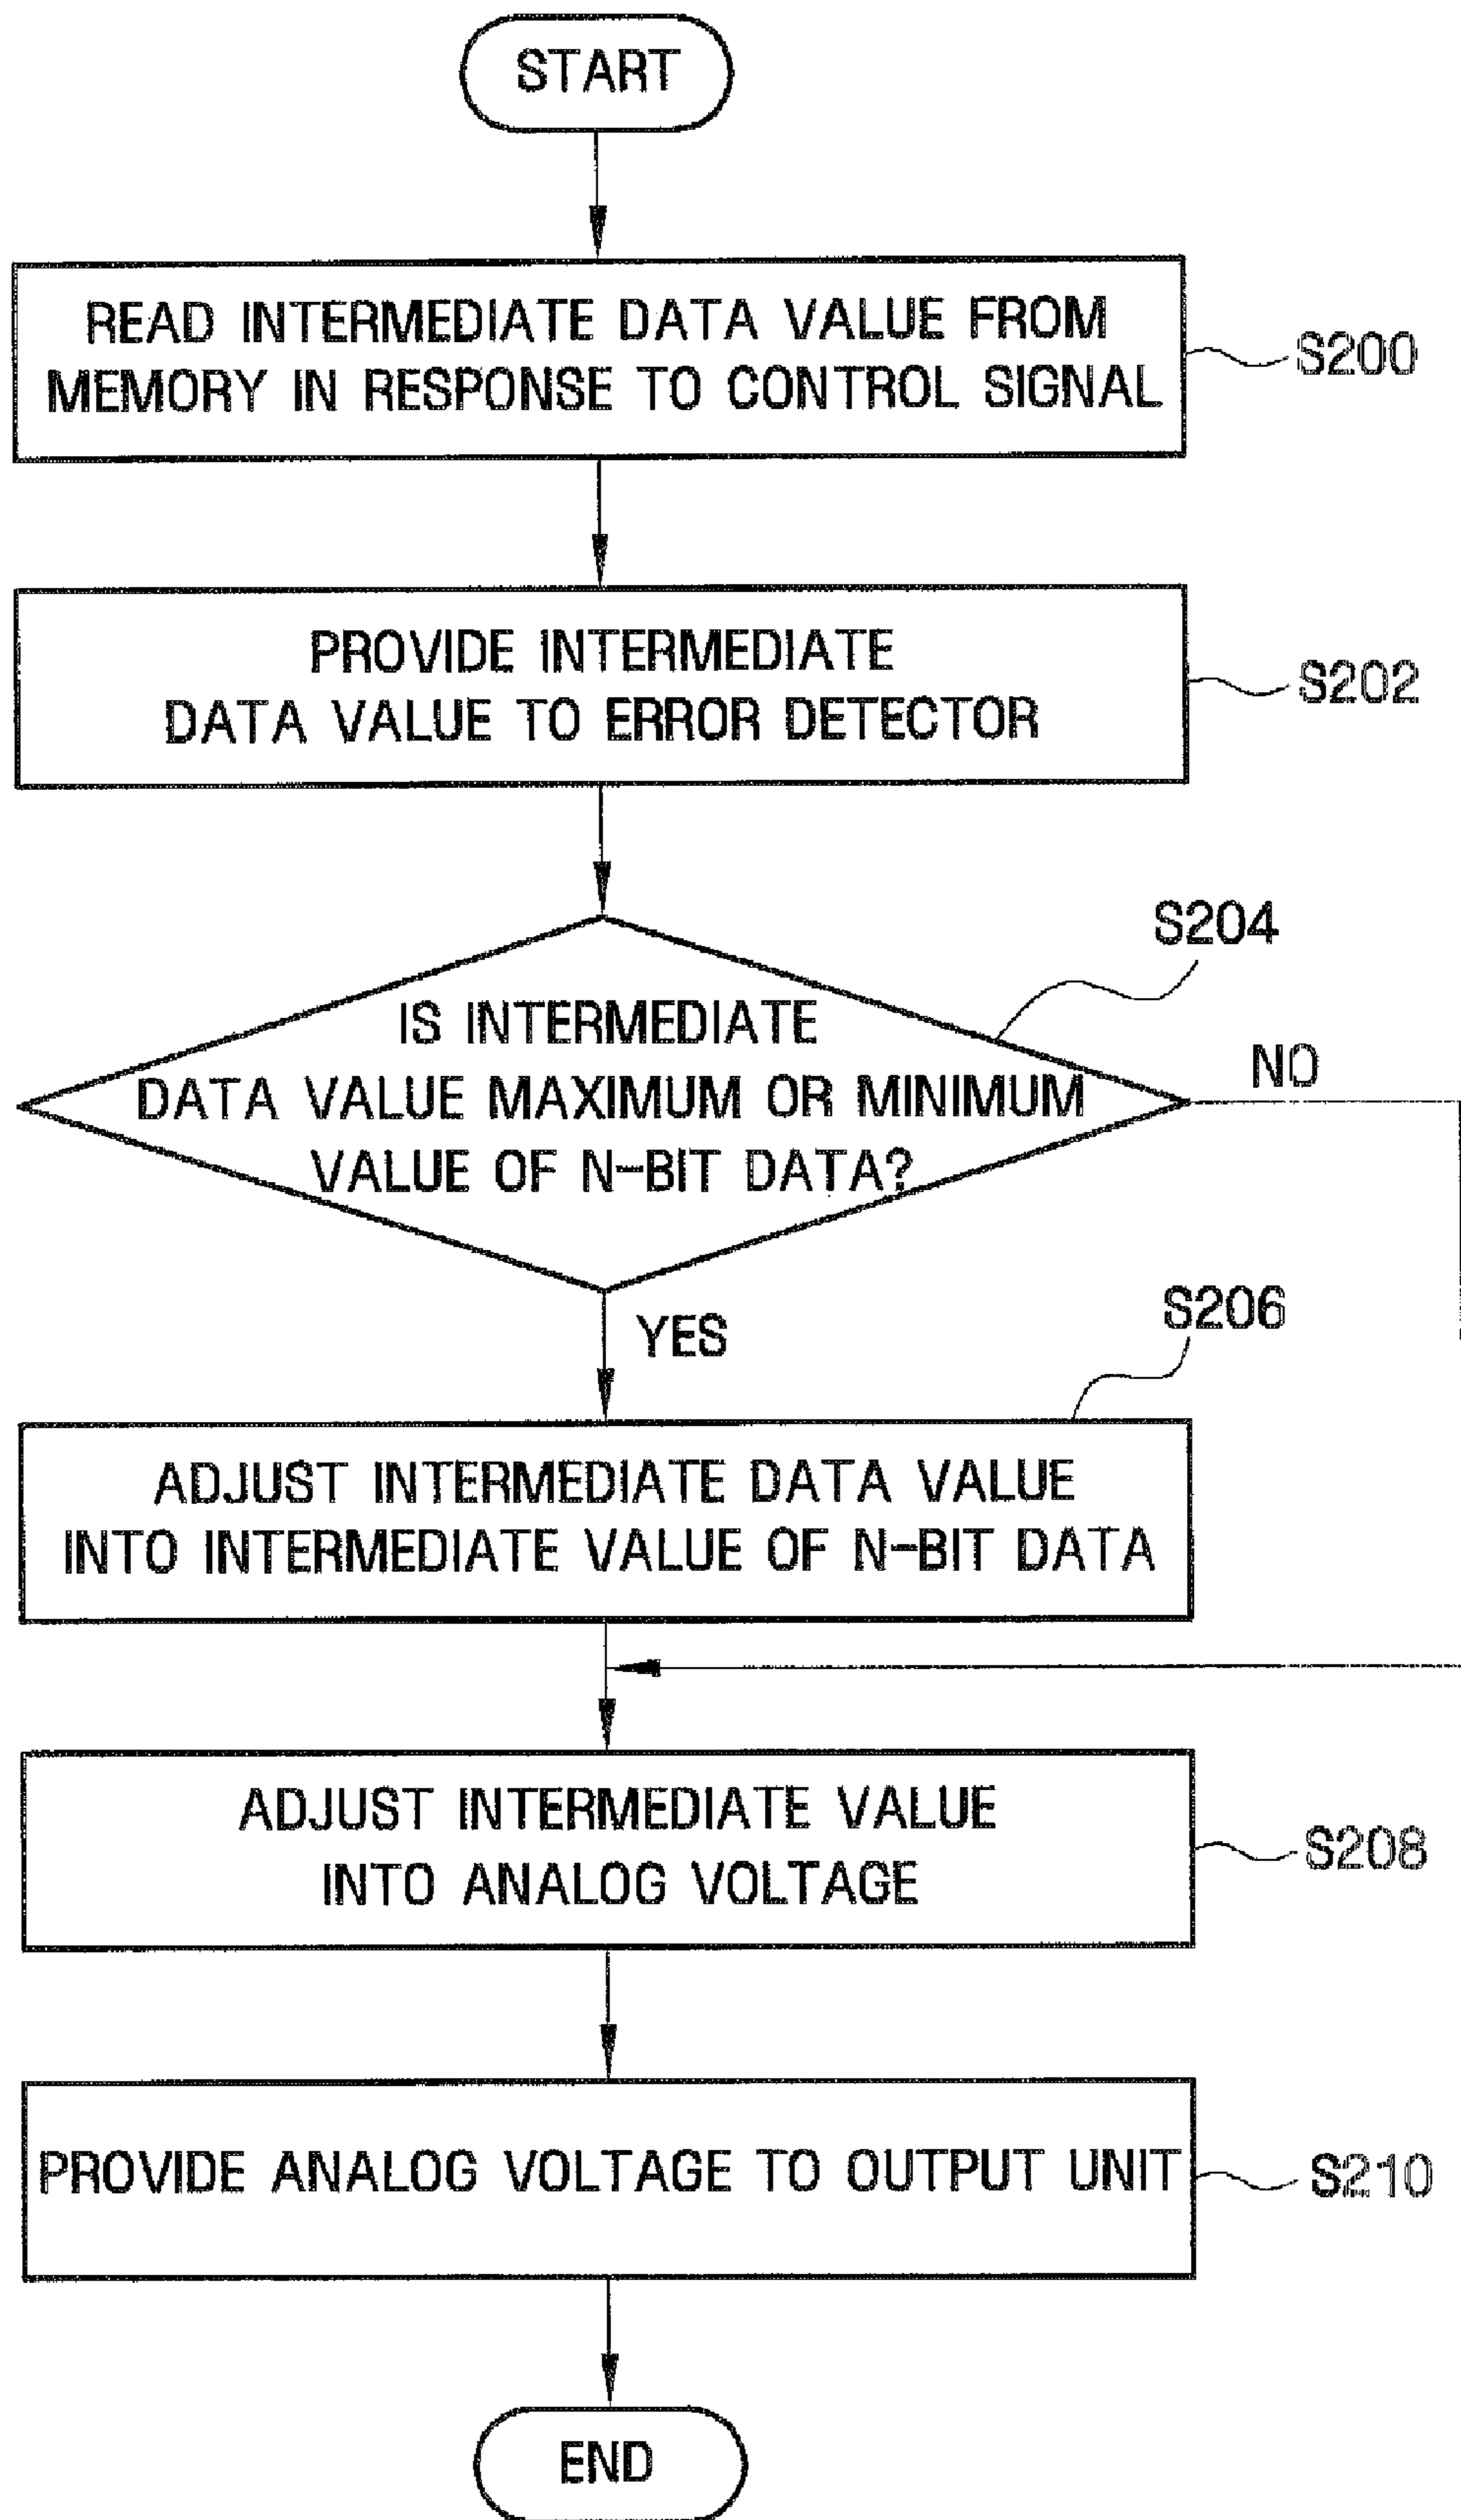 START
READ INTERMEDIATE DATA VALUE FROM
MEMORY IN RESPONSE TO CONTROL SIGNAL
S200
PROVIDE INTERMEDIATE
DATA VALUE TO ERROR DETECTOR
S202
S204
IS INTERMEDIATE
DATA VALUE MAXIMUM OR MINIMUM
VALUE OF N-BIT DATA?
NO
YES
S206
ADJUST INTERMEDIATE DATA VALUE
INTO INTERMEDIATE VALUE OF N-BIT DATA
ADJUST INTERMEDIATE VALUE
INTO ANALOG VOLTAGE
S208
PROVIDE ANALOG VOLTAGE TO OUTPUT UNIT
S210
END